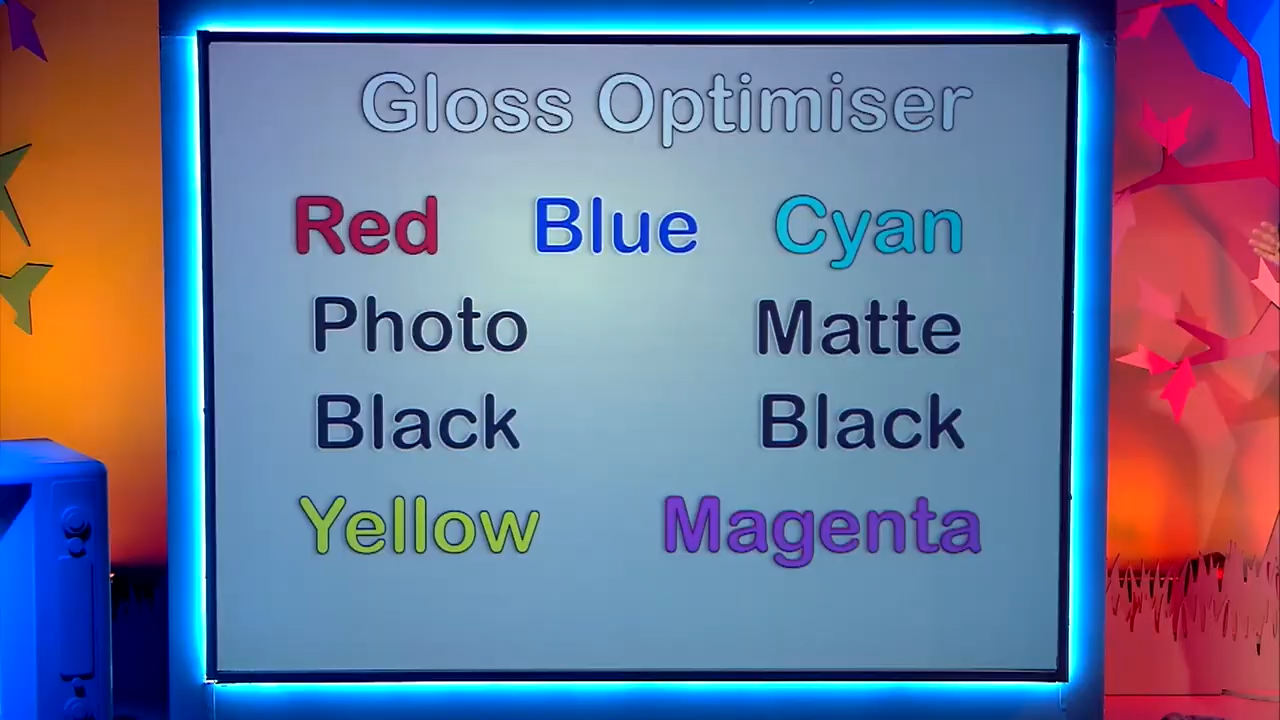 Gloss Optimiser
Red Blue Cyan
Photo Matte
Black Black
Yellow Magenta